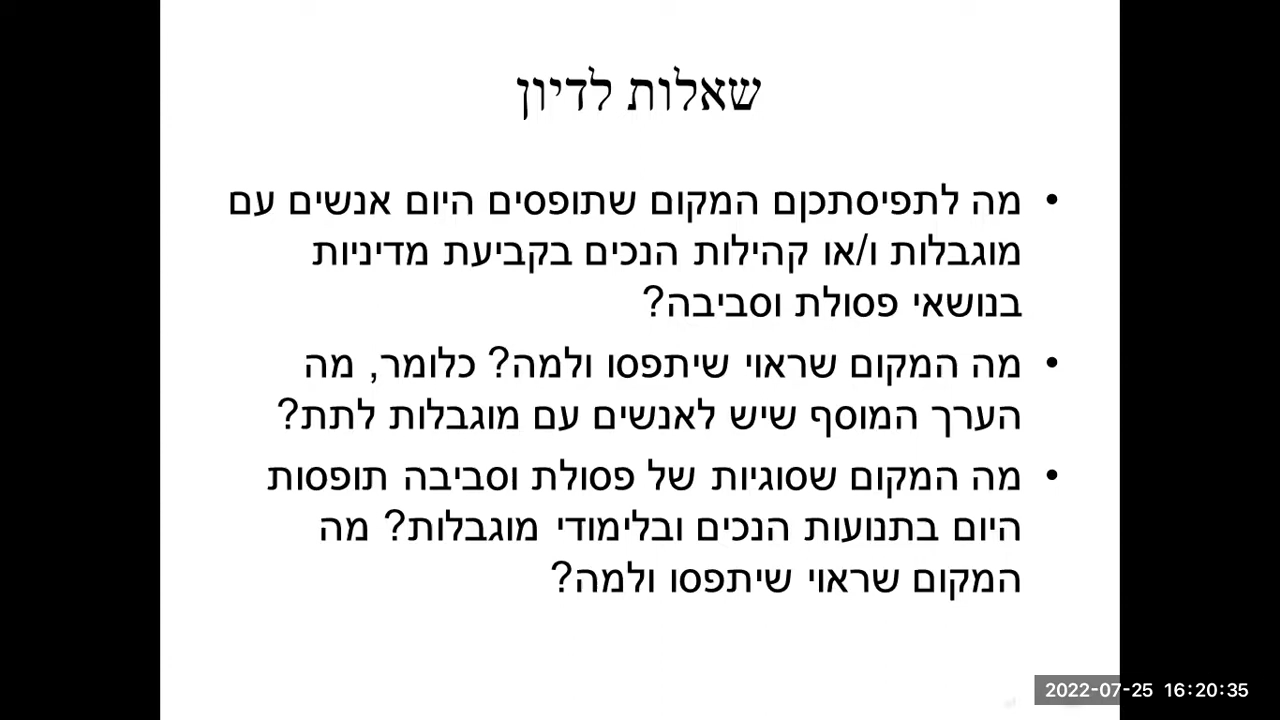 שאלות לדיון
• מה לתפיסתכןם המקום שתופסים היום אנשים עם
מוגבלות ו/או קהילות הנכים בקביעת מדיניות
בנושאי פסולת וסביבה?
• מה המקום שראוי שיתפסו ולמה? כלומר, מה
הערך המוסף שיש לאנשים עם מוגבלות לתת?
• מה המקום שסוגיות של פסולת וסביבה תופסות
היום בתנועות הנכים ובלימודי מוגבלות? מה
המקום שראוי שיתפסו ולמה?
2022-07-25 16:20:35